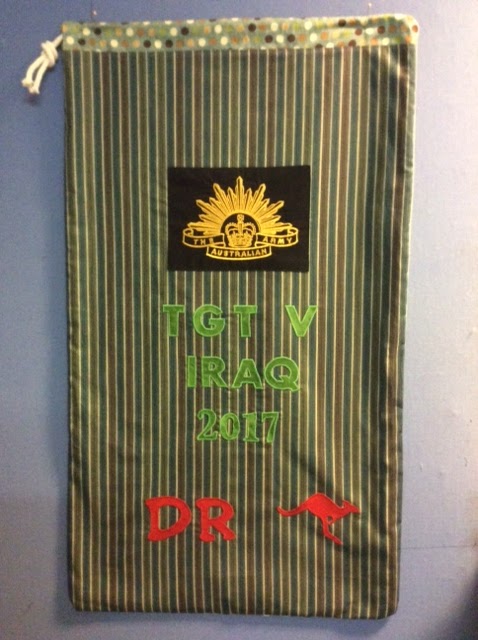 THE ARMY
AUSTRALIAN
TGT V
IRAQ
2017
DR